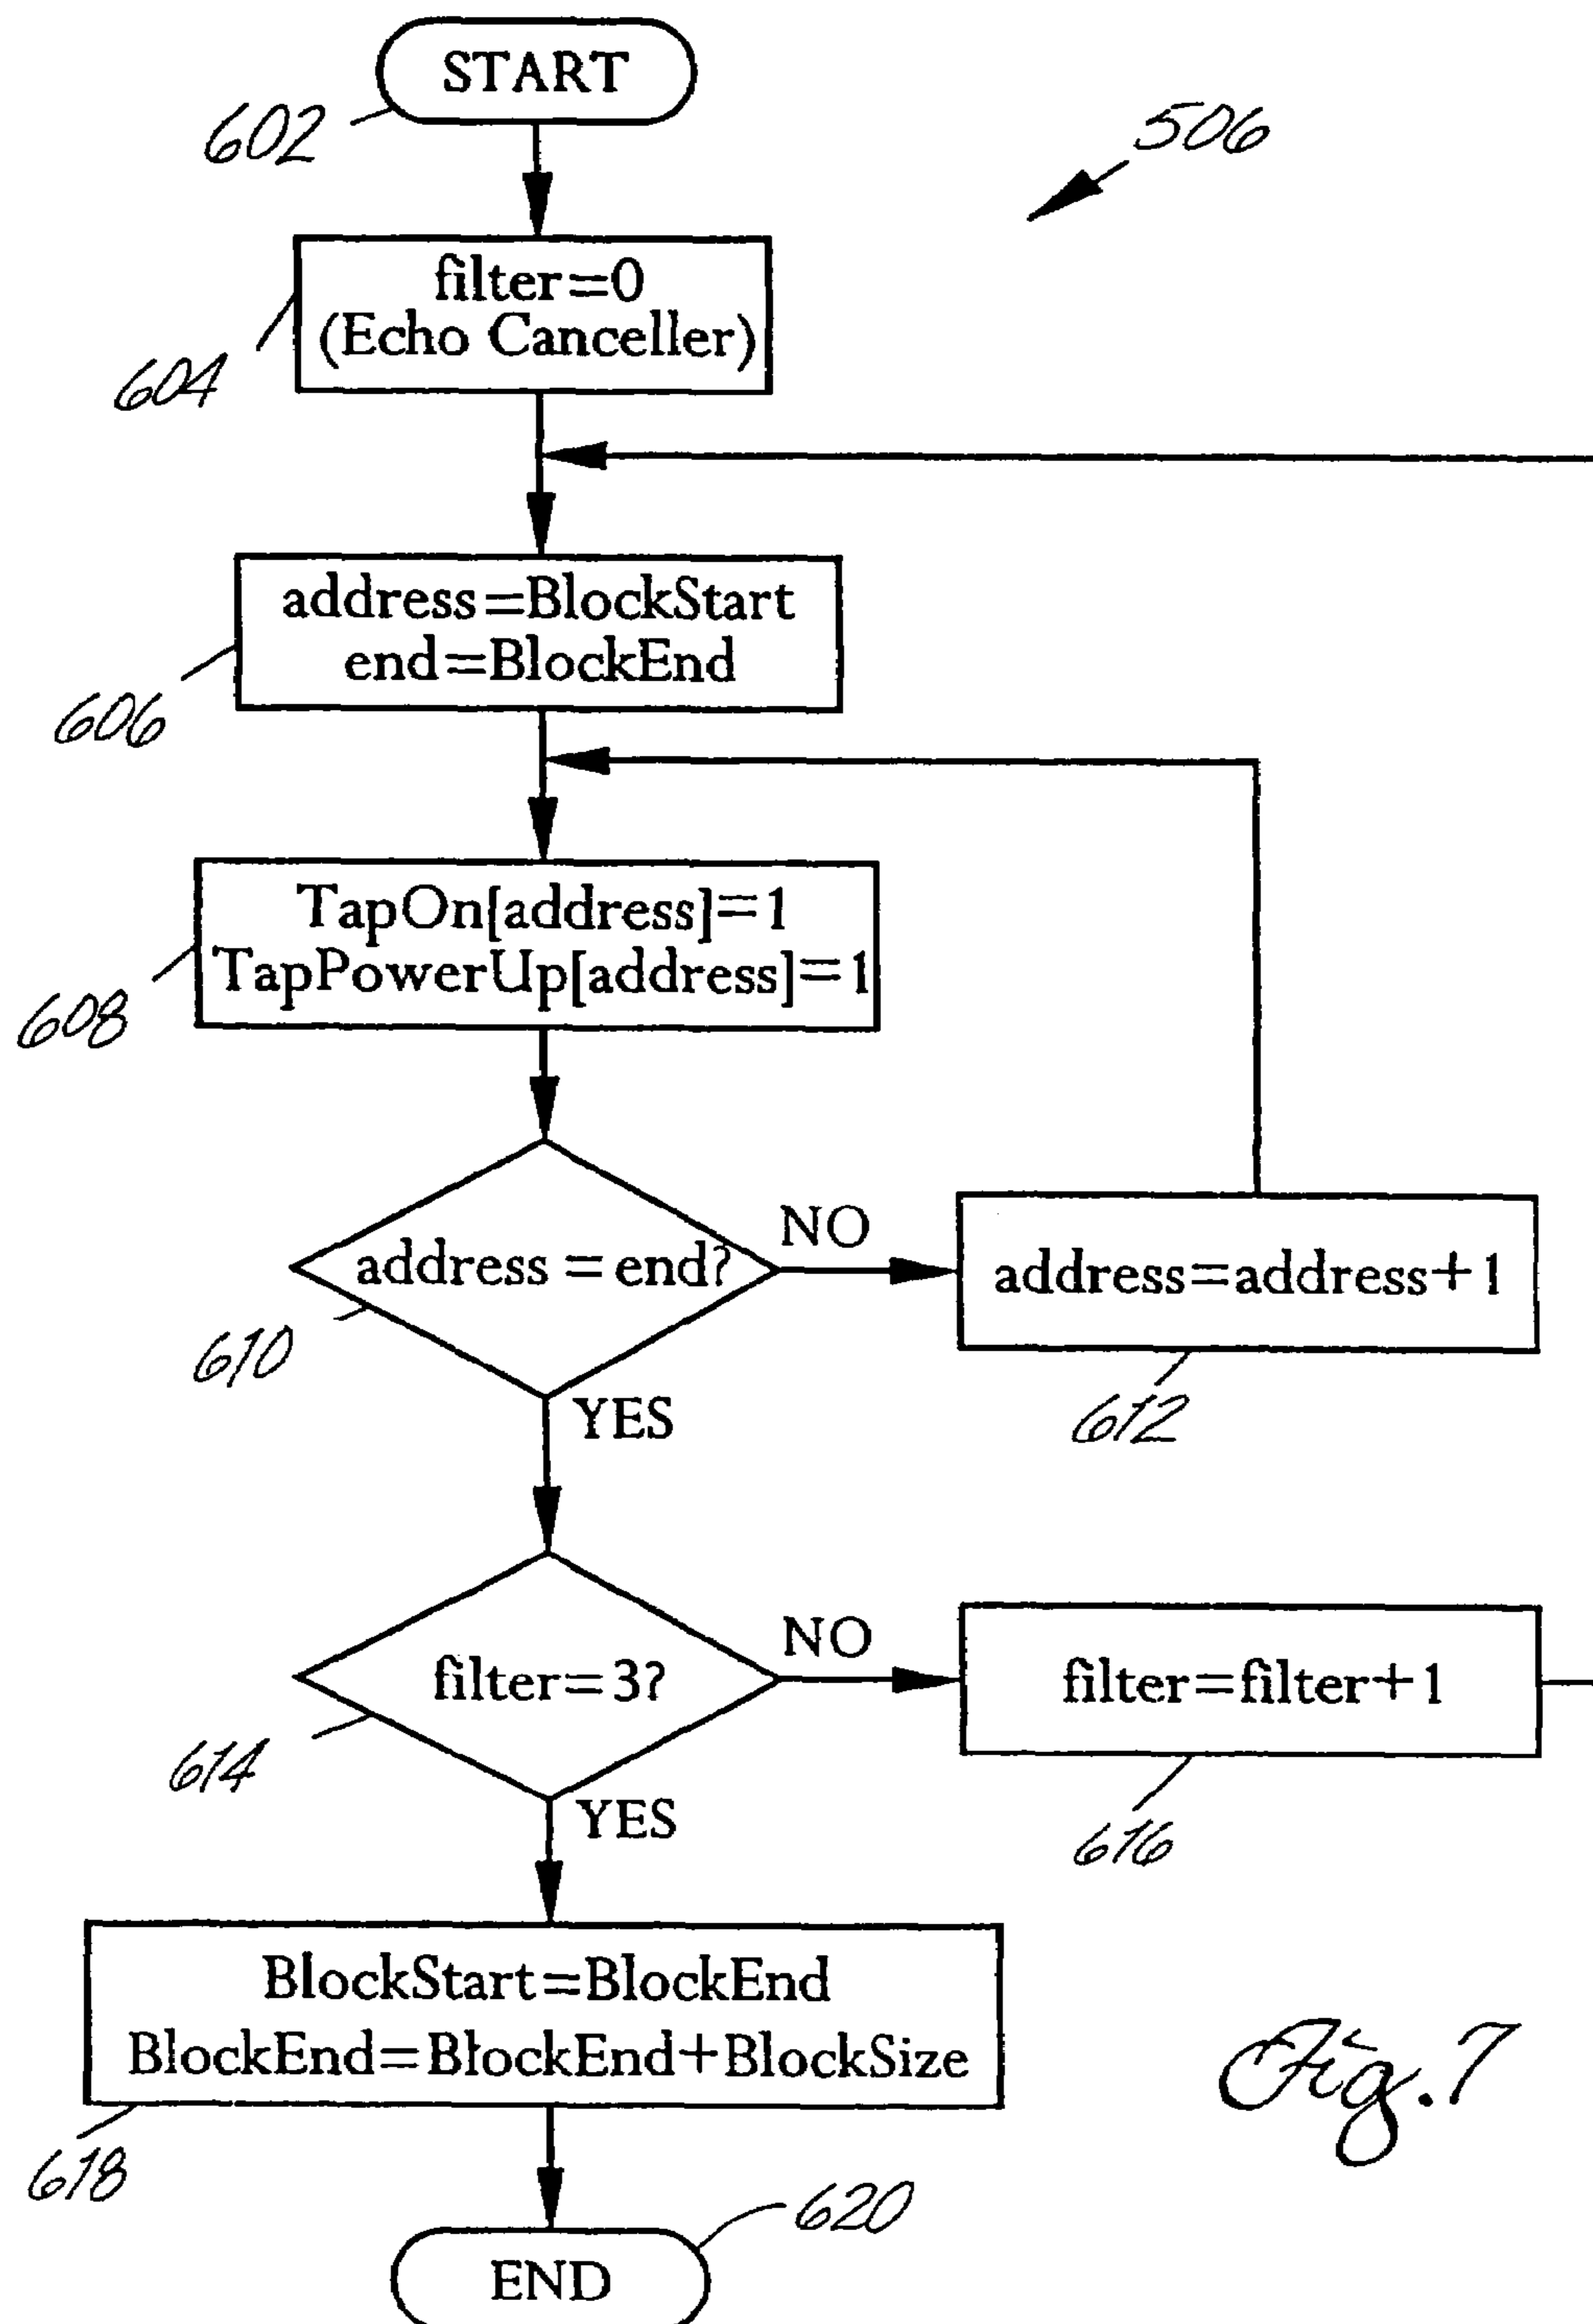 START
602
506
filter=0
(Echo Canceller)
604
address=BlockStart
end=BlockEnd
606
TapOn[address]=1
TapPowerUp[address]=1
608
address = end?
NO
address=address+1
610
612
YES
filter=3?
NO
filter=filter+1
614
616
YES
BlockStart=BlockEnd
BlockEnd=BlockEnd+BlockSize
Fig. 7
618
620
END